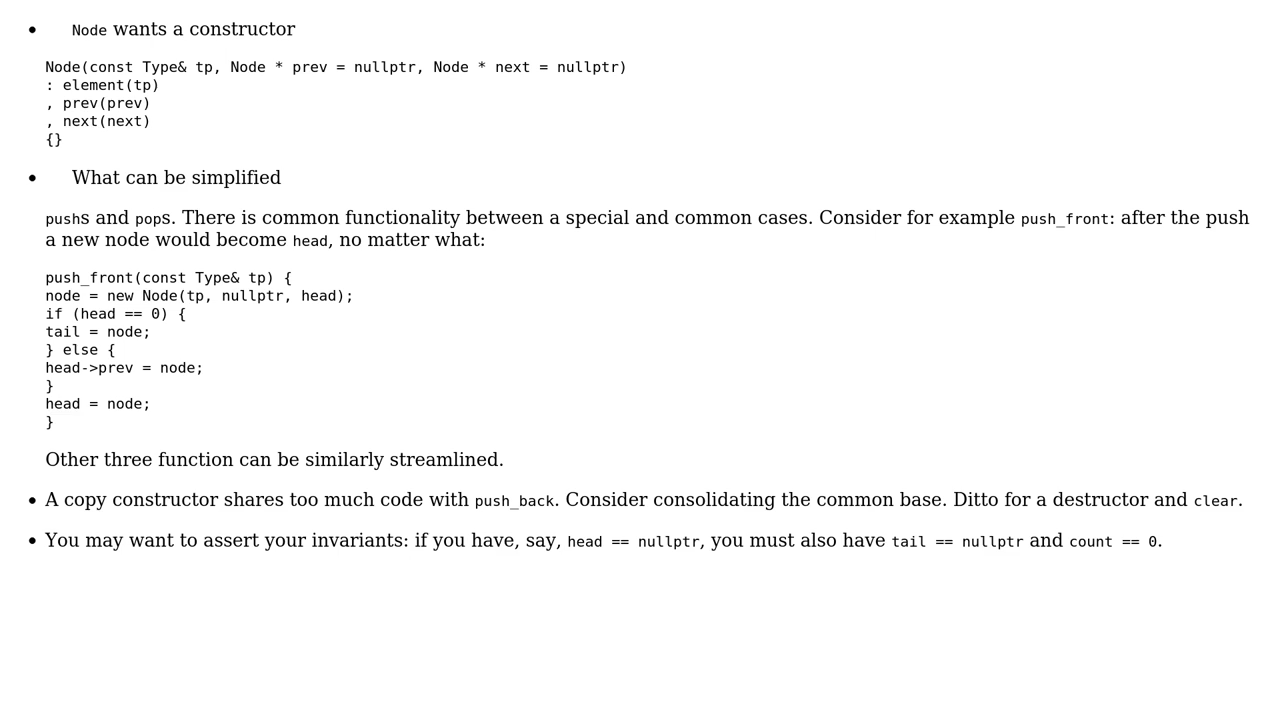 • Node wants a constructor
Node(const Type& tp, Node * prev = nullptr, Node * next = nullptr)
: element(tp)
, prev(prev)
, next(next)
{}
• What can be simplified
pushs and pops. There is common functionality between a special and common cases. Consider for example push_front: after the push
a new node would become head, no matter what:
push_front(const Type& tp) {
node = new Node(tp, nullptr, head);
if (head == 0) {
tail = node;
} else {
head->prev = node;
}
head = node;
}
Other three function can be similarly streamlined.
• A copy constructor shares too much code with push_back. Consider consolidating the common base. Ditto for a destructor and clear.
• You may want to assert your invariants: if you have, say, head == nullptr, you must also have tail == nullptr and count == 0.